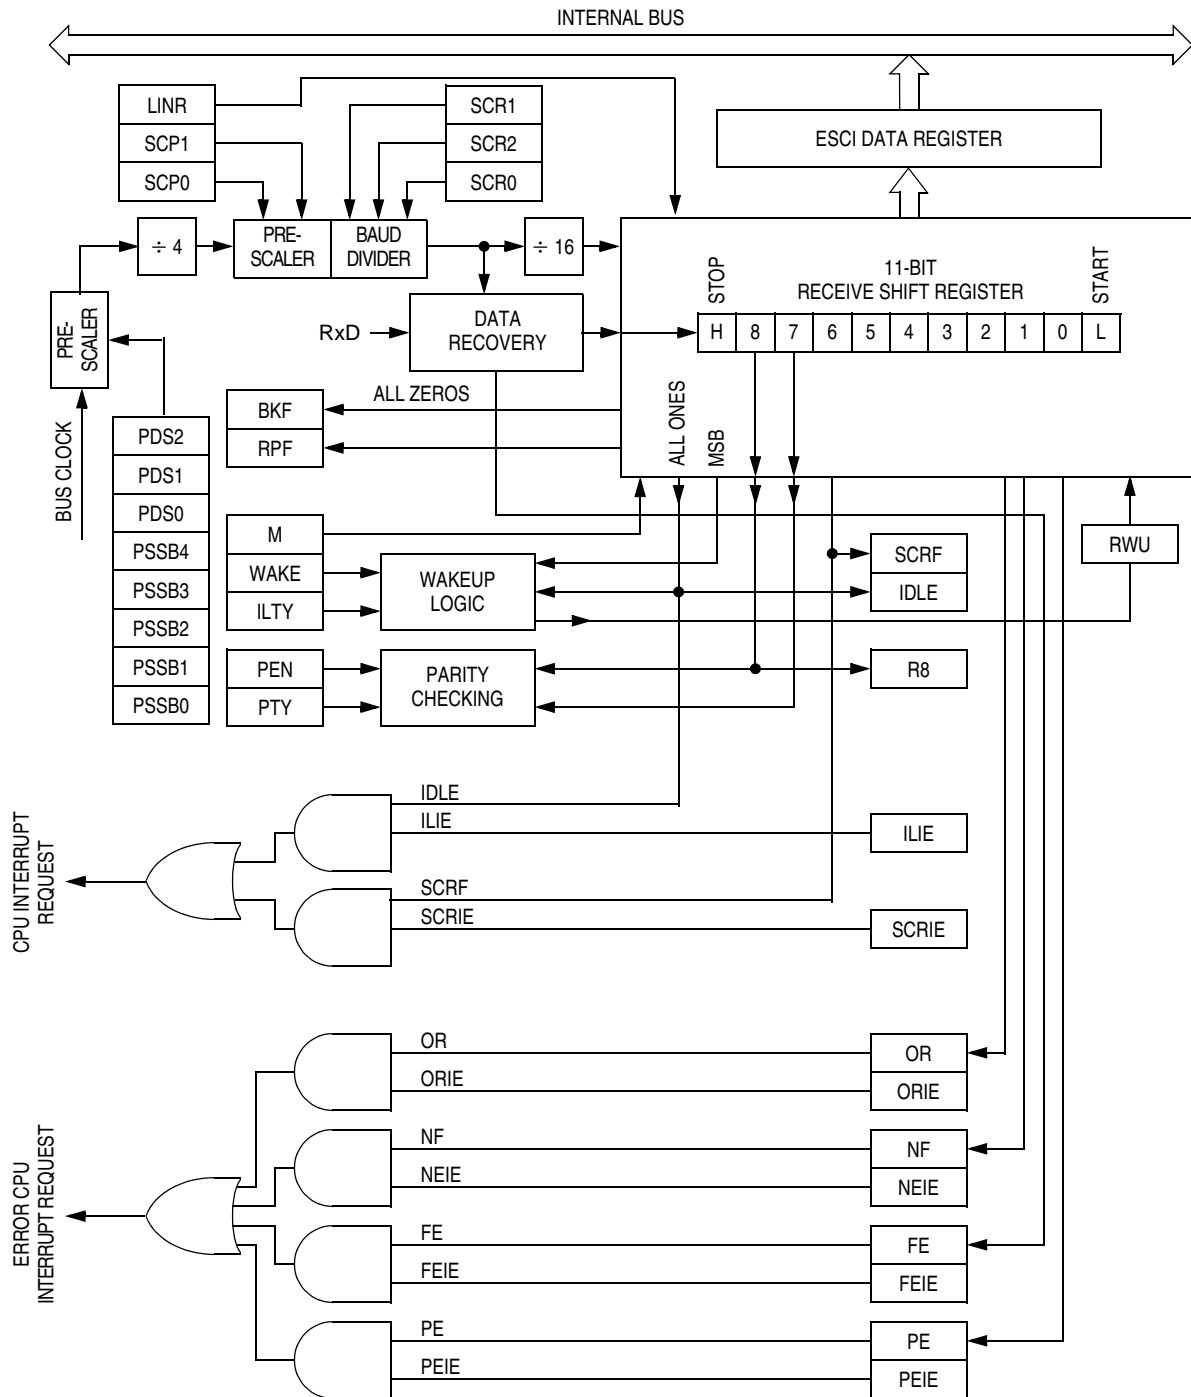 INTERNAL BUS
LINR
SCP1
SCP0
SCR1
SCR2
SCR0
ESCI DATA REGISTER
÷ 4
PRE-
SCALER
BAUD
DIVIDER
÷ 16
PRE-
SCALER
BUS CLOCK
RxD
DATA
RECOVERY
STOP
11-BIT
RECEIVE SHIFT REGISTER
START
H 8 7 6 5 4 3 2 1 0 L
ALL ZEROS
BKF
RPF
ALL ONES
MSB
PDS2
PDS1
PDS0
PSSB4
PSSB3
PSSB2
PSSB1
PSSB0
M
WAKE
ILTY
WAKEUP
LOGIC
SCRF
IDLE
RWU
PEN
PTY
PARITY
CHECKING
R8
CPU INTERRUPT
REQUEST
IDLE
ILIE
ILIE
SCRF
SCRIE
SCRIE
ERROR CPU
INTERRUPT REQUEST
OR
ORIE
OR
ORIE
NF
NEIE
NF
NEIE
FE
FEIE
FE
FEIE
PE
PEIE
PE
PEIE